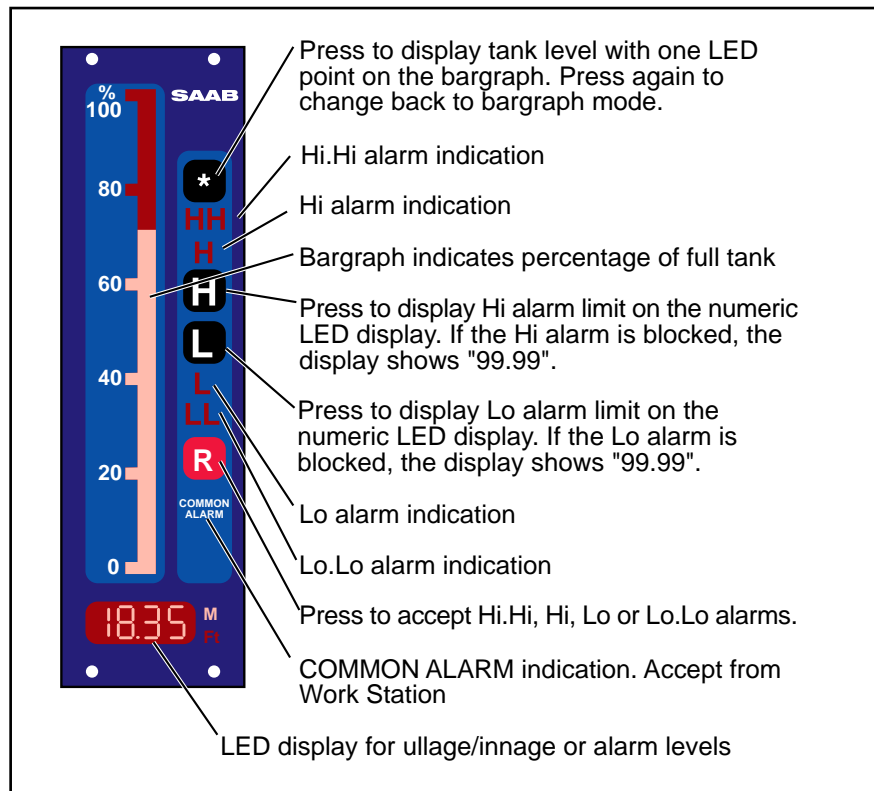 %
100
80
60
40
20
0
SAAB
*
HH
H
H
L
L
LL
R
COMMON
ALARM
18.35
M
Ft
Press to display tank level with one LED
point on the bargraph. Press again to
change back to bargraph mode.
Hi.Hi alarm indication
Hi alarm indication
Bargraph indicates percentage of full tank
Press to display Hi alarm limit on the numeric
LED display. If the Hi alarm is blocked, the
display shows "99.99".
Press to display Lo alarm limit on the
numeric LED display. If the Lo alarm is
blocked, the display shows "99.99".
Lo alarm indication
Lo.Lo alarm indication
Press to accept Hi.Hi, Hi, Lo or Lo.Lo alarms.
COMMON ALARM indication. Accept from
Work Station
LED display for ullage/innage or alarm levels